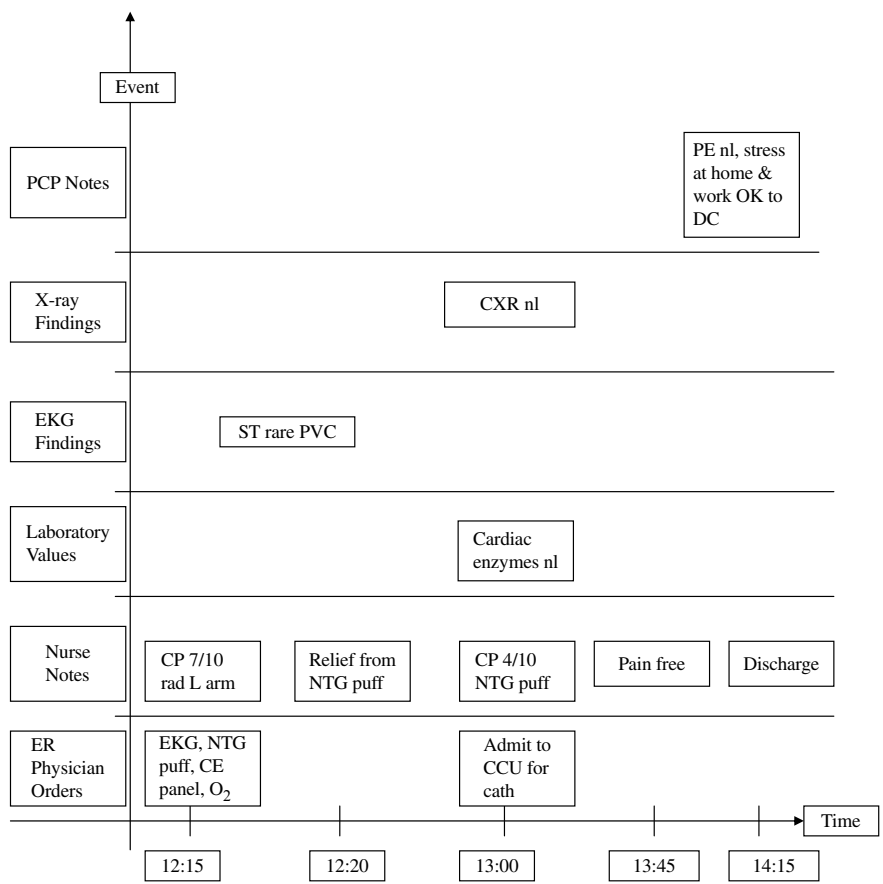 Event
PCP Notes
PE nl, stress
at home &
work OK to
DC
X-ray
Findings
CXR nl
EKG
Findings
ST rare PVC
Laboratory
Values
Cardiac
enzymes nl
Nurse
Notes
CP 7/10
rad L arm
Relief from
NTG puff
CP 4/10
NTG puff
Pain free
Discharge
ER
Physician
Orders
EKG, NTG
puff, CE
panel, O2
Admit to
CCU for
cath
Time
12:15
12:20
13:00
13:45
14:15